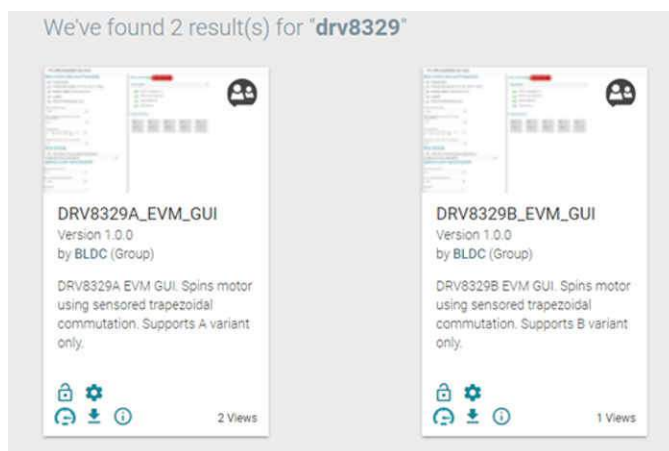 We've found 2 result(s) for "drv8329"
DRV8329A_EVM_GUI
Version 1.0.0
by BLDC (Group)
DRV8329A EVM GUI. Spins motor
using sensored trapezoidal
commutation. Supports A variant
only.
2 Views
DRV8329B_EVM_GUI
Version 1.0.0
by BLDC (Group)
DRV8329B EVM GUI. Spins motor
using sensored trapezoidal
commutation. Supports B variant
only.
1 Views